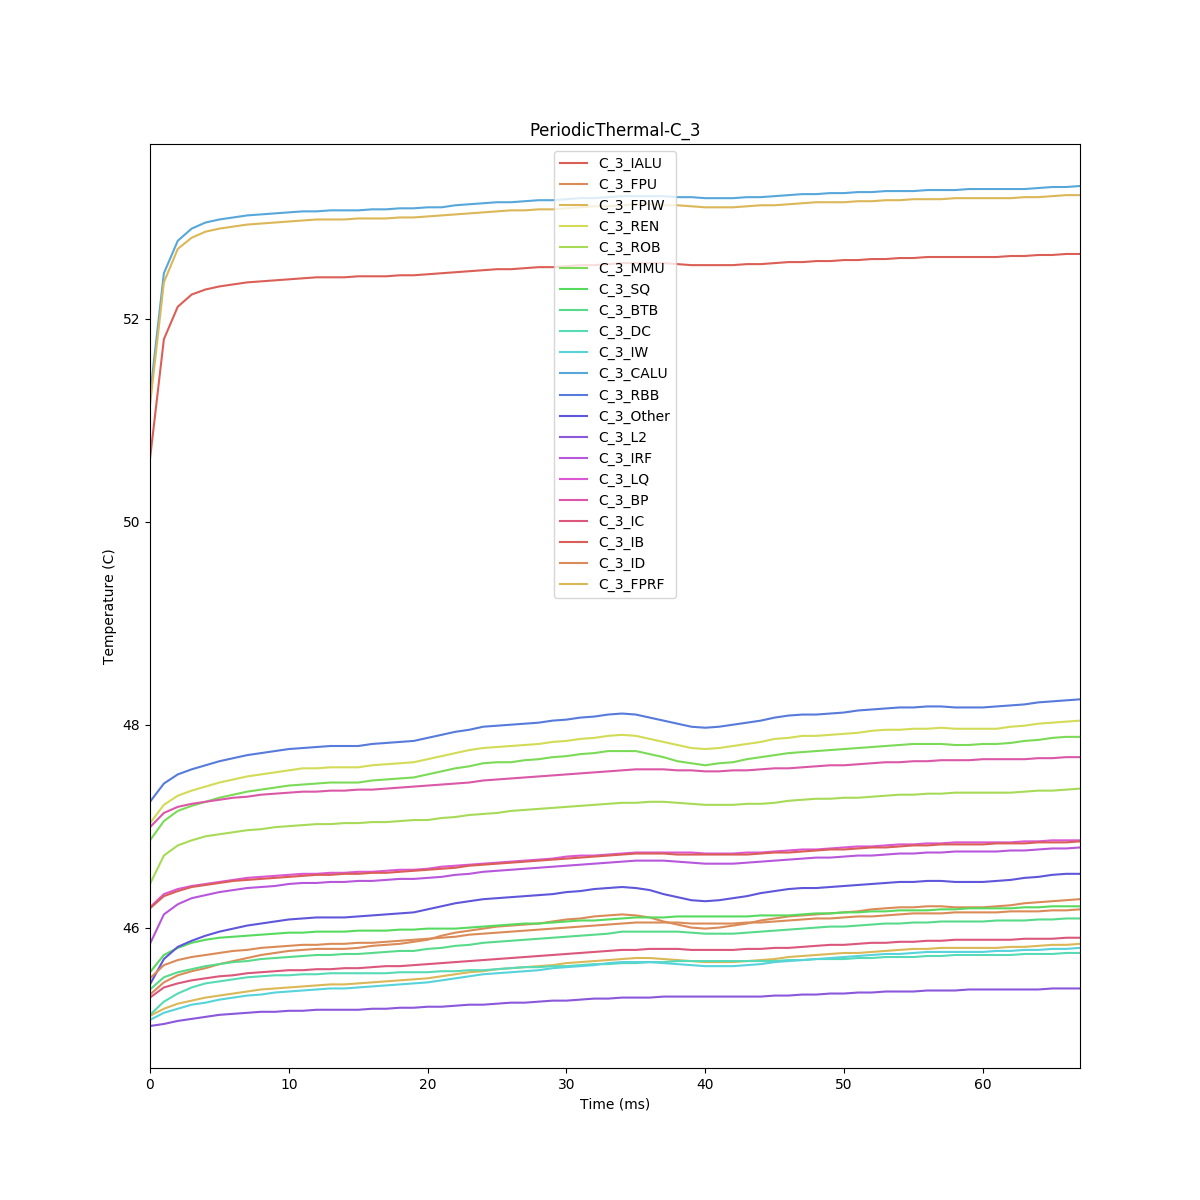 PeriodicThermal-C_3
C_3_IALU
C_3_FPU
C_3_FPIW
C_3_REN
C_3_ROB
C_3_MMU
C_3_SQ
C_3_BTB
C_3_DC
C_3_IW
C_3_CALU
C_3_RBB
C_3_Other
C_3_L2
C_3_IRF
C_3_LQ
C_3_BP
C_3_IC
C_3_IB
C_3_ID
C_3_FPRF
Temperature (C)
52
50
48
46
0 10 20 30 40 50 60
Time (ms)